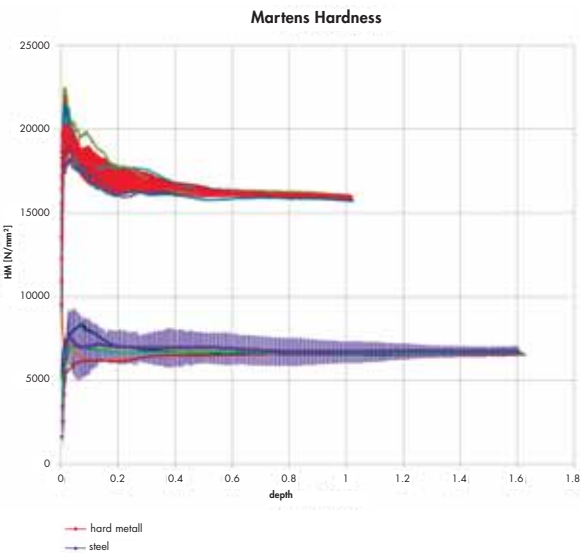 Martens Hardness
25000
20000
15000
10000
5000
0
HM [N/mm²]
0 0.2 0.4 0.6 0.8 1 1.2 1.4 1.6 1.8
depth
hard metall
steel